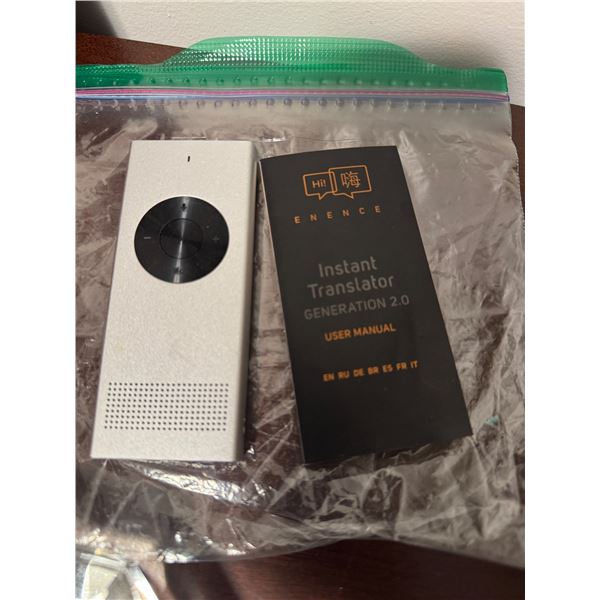 Hi! 嗨
ENENCE
Instant
Translator
GENERATION 2.0
USER MANUAL
EN RU DE BR ES FR IT